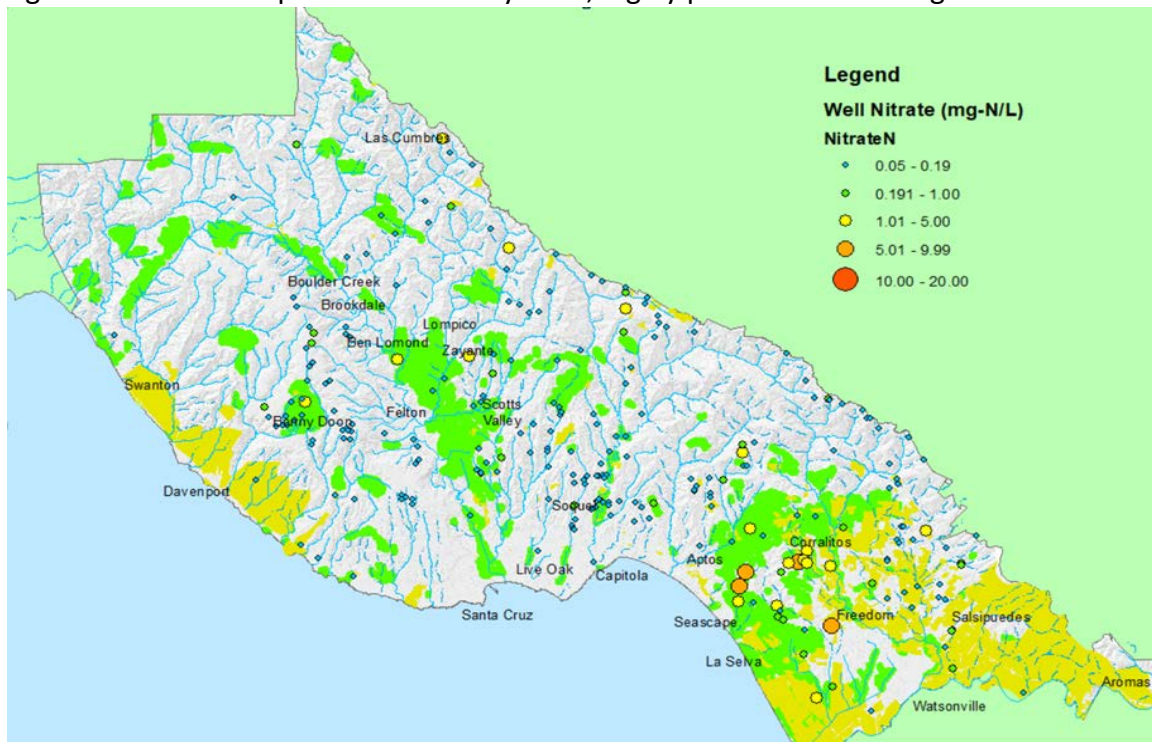 Legend
Well Nitrate (mg-N/L)
NitrateN
0.05 - 0.19
0.191 - 1.00
1.01 - 5.00
5.01 - 9.99
10.00 - 20.00
Las Cumbres
Boulder Creek
Brookdale
Lompico
Ben Lomond
Zayante
Swanton
Scotts
Valley
Felton
Bonny Doon
Davenport
Soquel
Corralitos
Aptos
Live Oak
Capitola
Santa Cruz
Seascape
Freedom
Salsipuedes
La Selva
Aromas
Watsonville